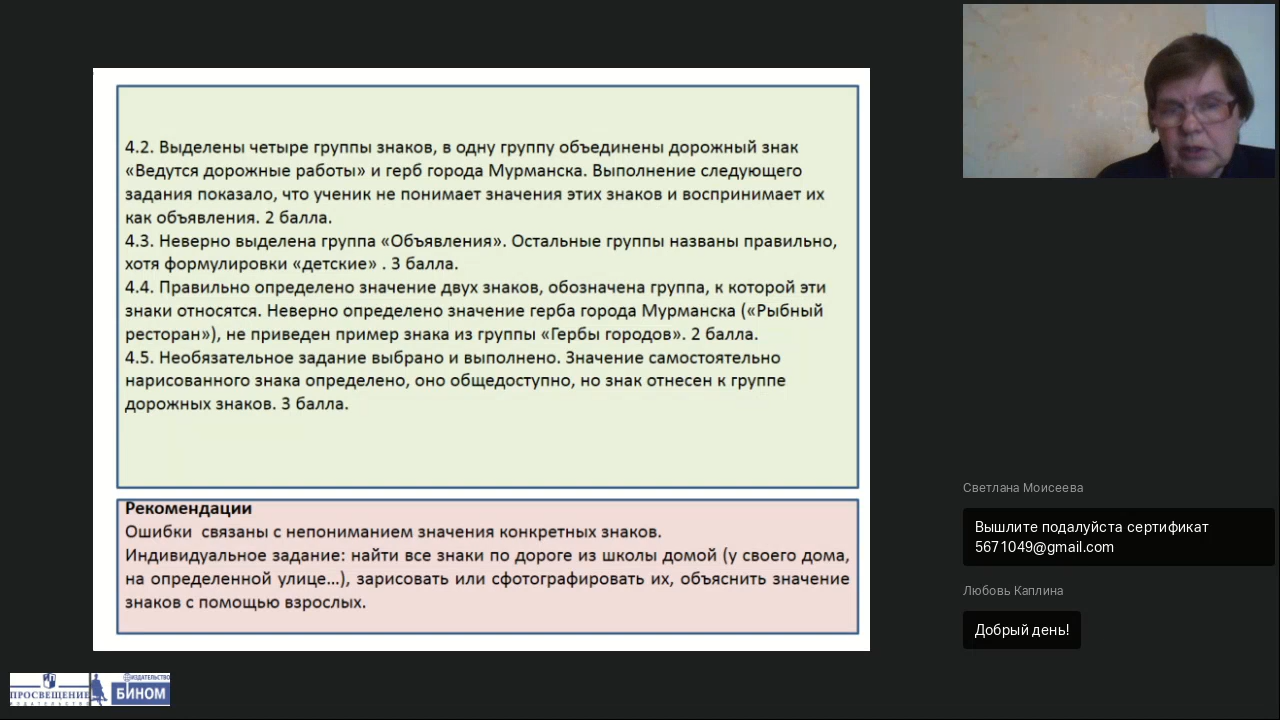 4.2. Выделены четыре группы знаков, в одну группу объединены дорожный знак
«Ведутся дорожные работы» и герб города Мурманска. Выполнение следующего
задания показало, что ученик не понимает значения этих знаков и воспринимает их
как объявления. 2 балла.
4.3. Неверно выделена группа «Объявления». Остальные группы названы правильно,
хотя формулировки «детские» . 3 балла.
4.4. Правильно определено значение двух знаков, обозначена группа, к которой эти
знаки относятся. Неверно определено значение герба города Мурманска («Рыбный
ресторан»), не приведен пример знака из группы «Гербы городов». 2 балла.
4.5. Необязательное задание выбрано и выполнено. Значение самостоятельно
нарисованного знака определено, оно общедоступно, но знак отнесен к группе
дорожных знаков. 3 балла.
Рекомендации
Ошибки связаны с непониманием значения конкретных знаков.
Индивидуальное задание: найти все знаки по дороге из школы домой (у своего дома,
на определенной улице…), зарисовать или сфотографировать их, объяснить значение
знаков с помощью взрослых.
Светлана Моисеева
Вышлите подалуйста сертификат
5671049@gmail.com
Любовь Каплина
Добрый день!
ПРОСВЕЩЕНИЕ
ИЗДАТЕЛЬСТВО
ИЗДАТЕЛЬСТВО
БИНОМ